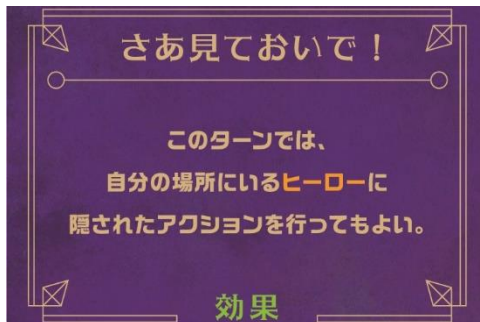 さあ見ておいで！
このターンでは、
自分の場所にいるヒーローに
隠されたアクションを行ってもよい。
効果